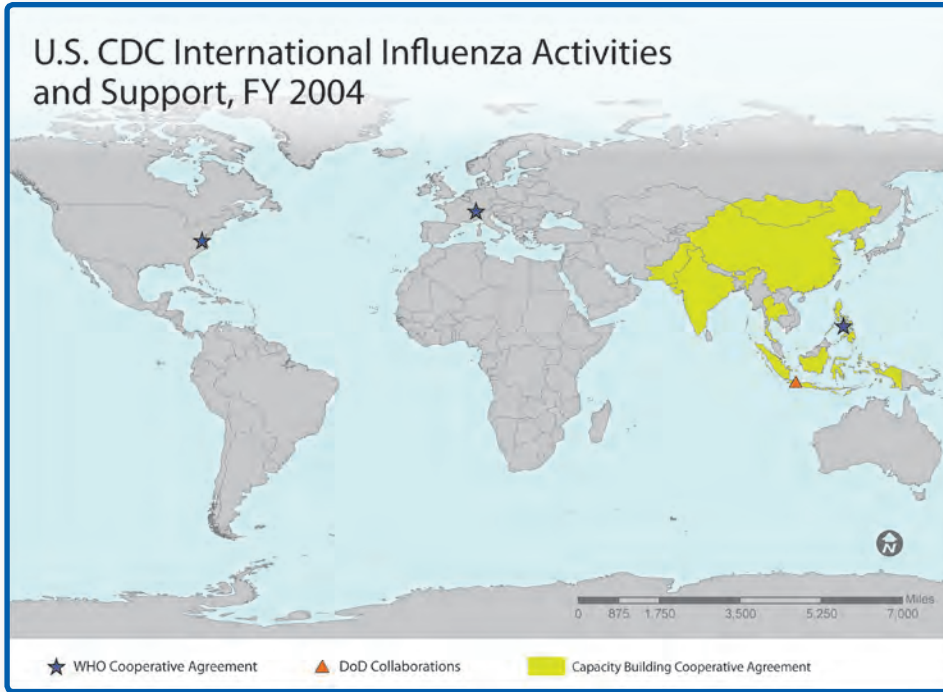 U.S. CDC International Influenza Activities
and Support, FY 2004
N
Miles
0 875 1,750 3,500 5,250 7,000
WHO Cooperative Agreement DoD Collaborations Capacity Building Cooperative Agreement